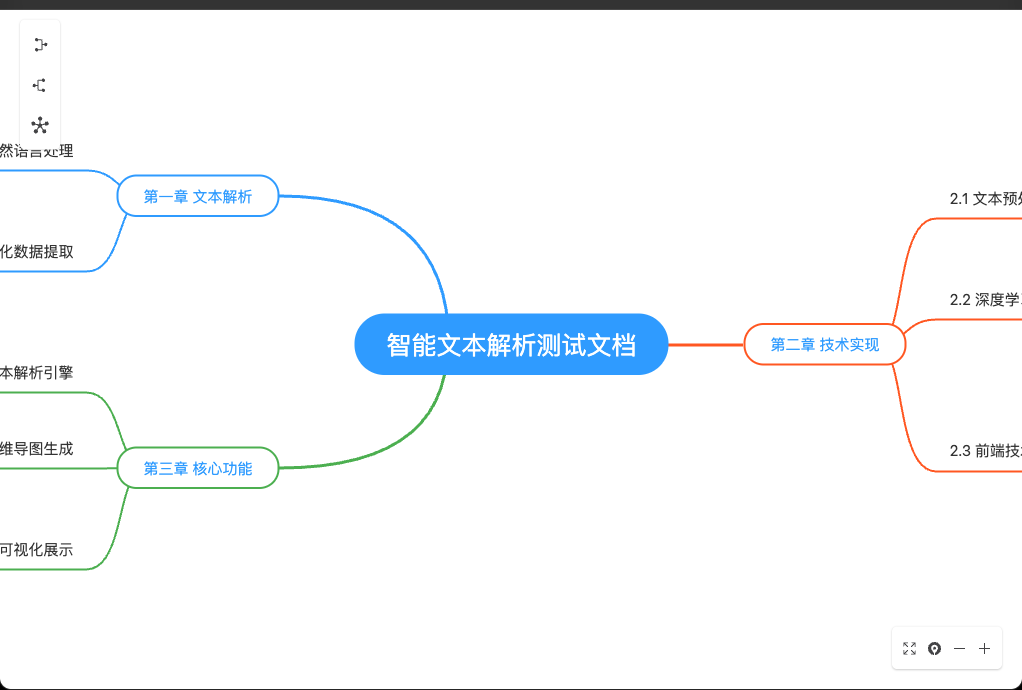 然语言处理
第一章 文本解析
化数据提取
智能文本解析测试文档
第二章 技术实现
2.1 文本预
2.2 深度学
2.3 前端技
本解析引擎
维导图生成
第三章 核心功能
可视化展示